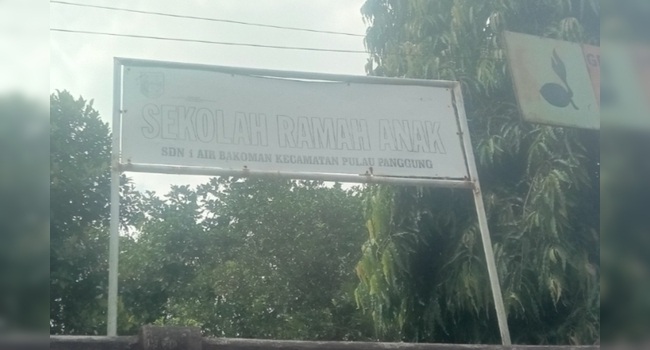 SEKOLAH RAMAH ANAK
SDN 1 AIR BAKOMAN KECAMATAN PULAU PANGGUNG